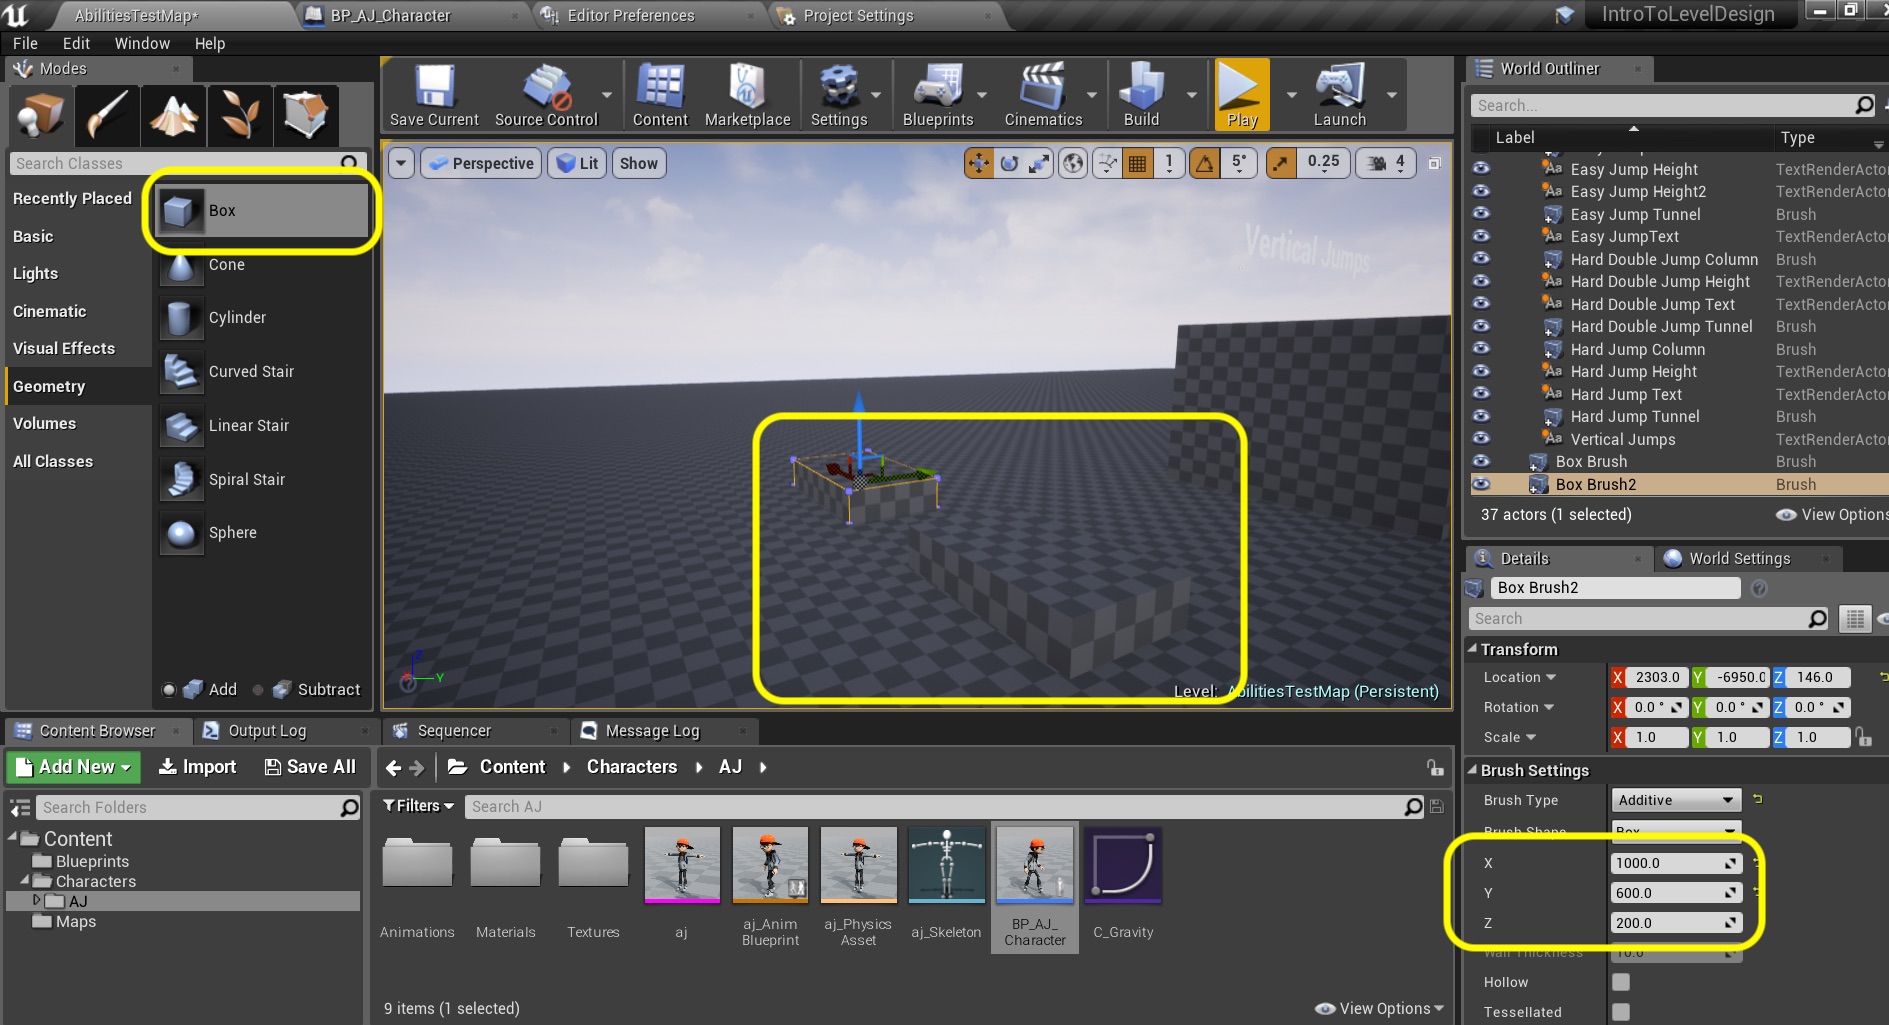 AbilitiesTestMap*
BP_AJ_Character
Editor Preferences
Project Settings
IntroToLevelDesign
File Edit Window Help
Modes
Search Classes
Recently Placed
Basic
Lights
Cinematic
Visual Effects
Geometry
Volumes
All Classes
Box
Cone
Cylinder
Curved Stair
Linear Stair
Spiral Stair
Sphere
Add Subtract
Save Current
Source Control
Content
Marketplace
Settings
Blueprints
Cinematics
Build
Play
Launch
Perspective Lit Show
1 5° 0.25 4
Vertical Jumps
Z
Y
Level: AbilitiesTestMap (Persistent)
World Outliner
Search...
Label Type
Easy Jump Height TextRenderActo
Easy Jump Height2 TextRenderActo
Easy Jump Tunnel Brush
Easy JumpText TextRenderActo
Hard Double Jump Column Brush
Hard Double Jump Height TextRenderActo
Hard Double Jump Text TextRenderActo
Hard Double Jump Tunnel Brush
Hard Jump Column Brush
Hard Jump Height TextRenderActo
Hard Jump Text TextRenderActo
Hard Jump Tunnel Brush
Vertical Jumps TextRenderActo
Box Brush Brush
Box Brush2 Brush
37 actors (1 selected) View Options
Details World Settings
Box Brush2
Search
Transform
Location X 2303.0 Y -6950.0 Z 146.0
Rotation X 0.0 ° Y 0.0 ° Z 0.0 °
Scale X 1.0 Y 1.0 Z 1.0
Brush Settings
Brush Type Additive
Brush Shape Box
X 1000.0
Y 600.0
Z 200.0
Wall Thickness 10.0
Hollow
Tessellated
Content Browser Output Log Sequencer Message Log
Add New Import Save All Content Characters AJ
Search Folders
Content
Blueprints
Characters
AJ
Maps
Filters Search AJ
Animations
Materials
Textures
aj
aj_Anim
Blueprint
aj_Physics
Asset
aj_Skeleton
BP_AJ_
Character
C_Gravity
9 items (1 selected) View Options